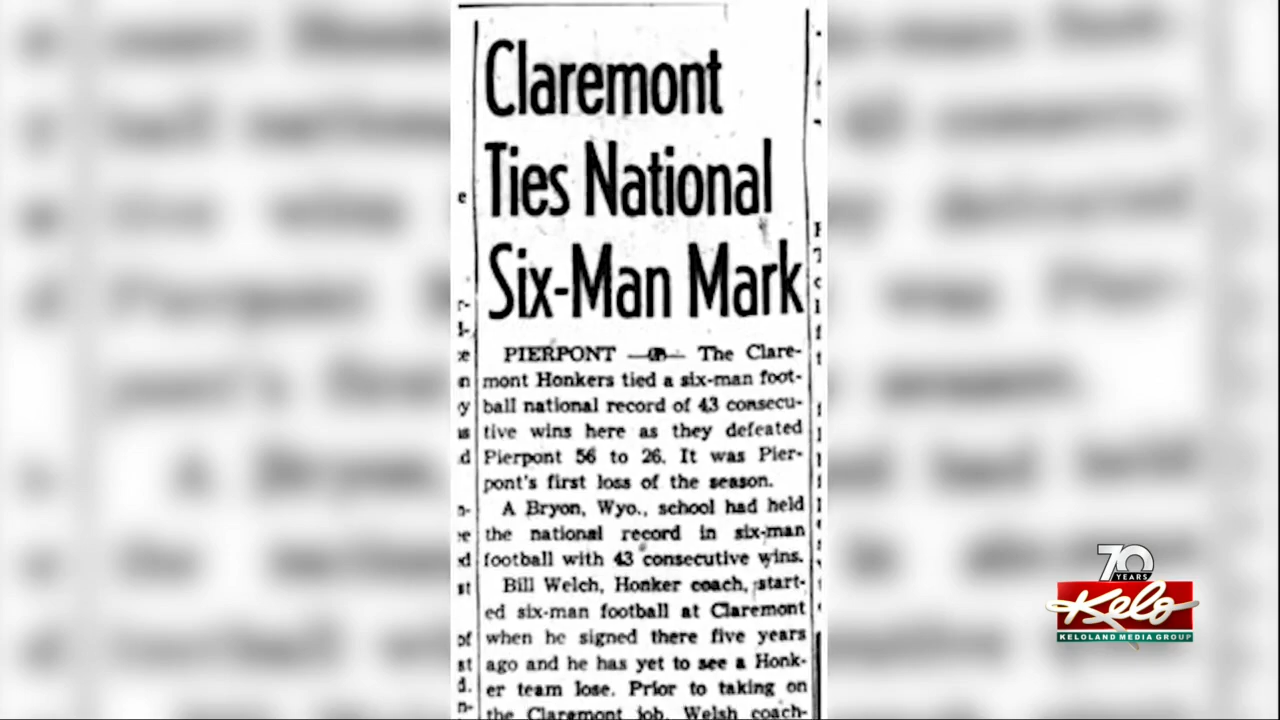 Claremont
Ties National
Six-Man Mark
PIERPONT —(AP)— The Clare-
mont Honkers tied a six-man foot-
ball national record of 43 consecu-
tive wins here as they defeated
Pierpont 56 to 26. It was Pier-
pont's first loss of the season.
A Bryon, Wyo., school had held
the national record in six-man
football with 43 consecutive wins.
Bill Welch, Honker coach, start-
ed six-man football at Claremont
when he signed there five years
ago and he has yet to see a Honk-
er team lose. Prior to taking on
the Claremont job, Welsh coach-
70
YEARS
Kelo
KELOLAND MEDIA GROUP